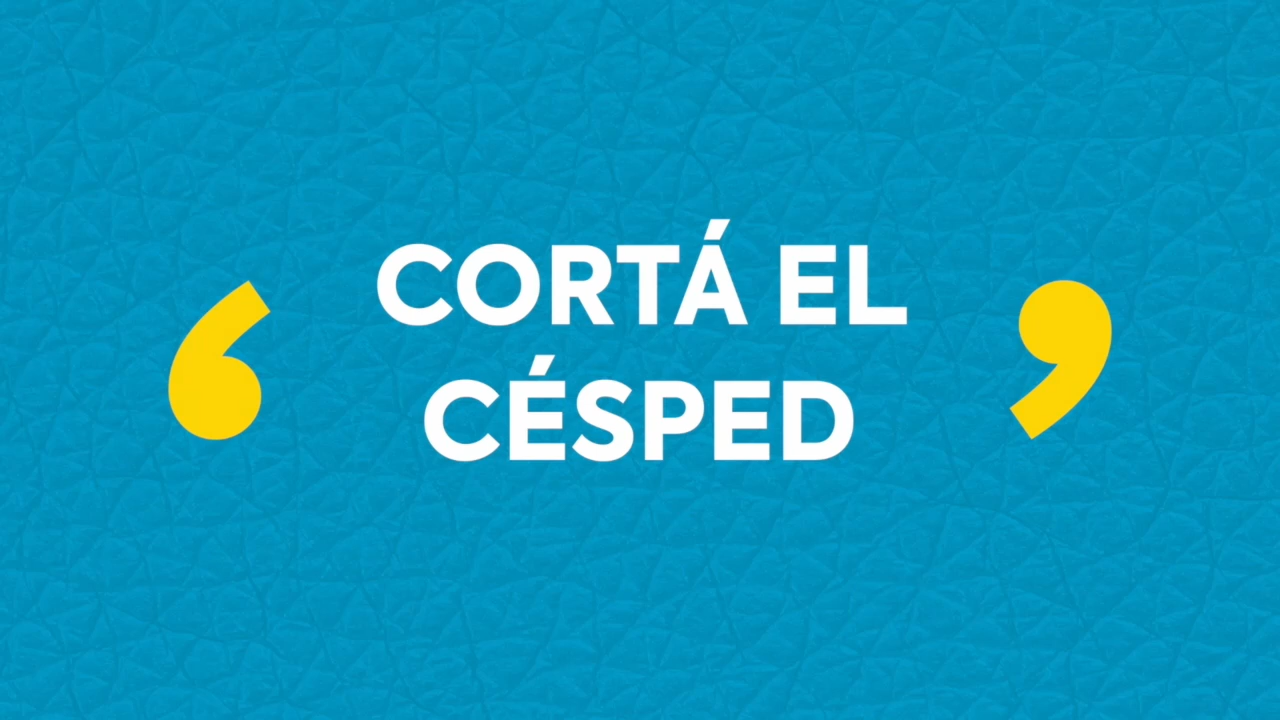 ‘ CORTÁ EL ’
CÉSPED